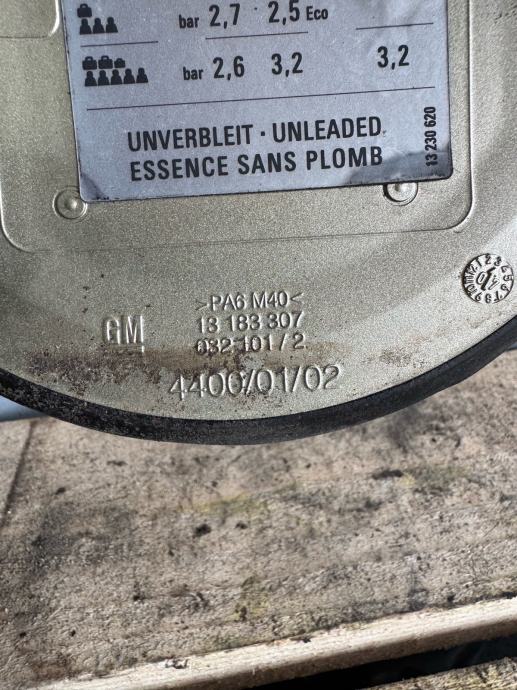 bar 2,7 · 2,5 Eco
bar 2,6 3,2 3,2
UNVERBLEIT · UNLEADED
ESSENCE SANS PLOMB
13 230 620
>PA6 M40<
GM 13 183 307
032 101 / 2
4400/01/02